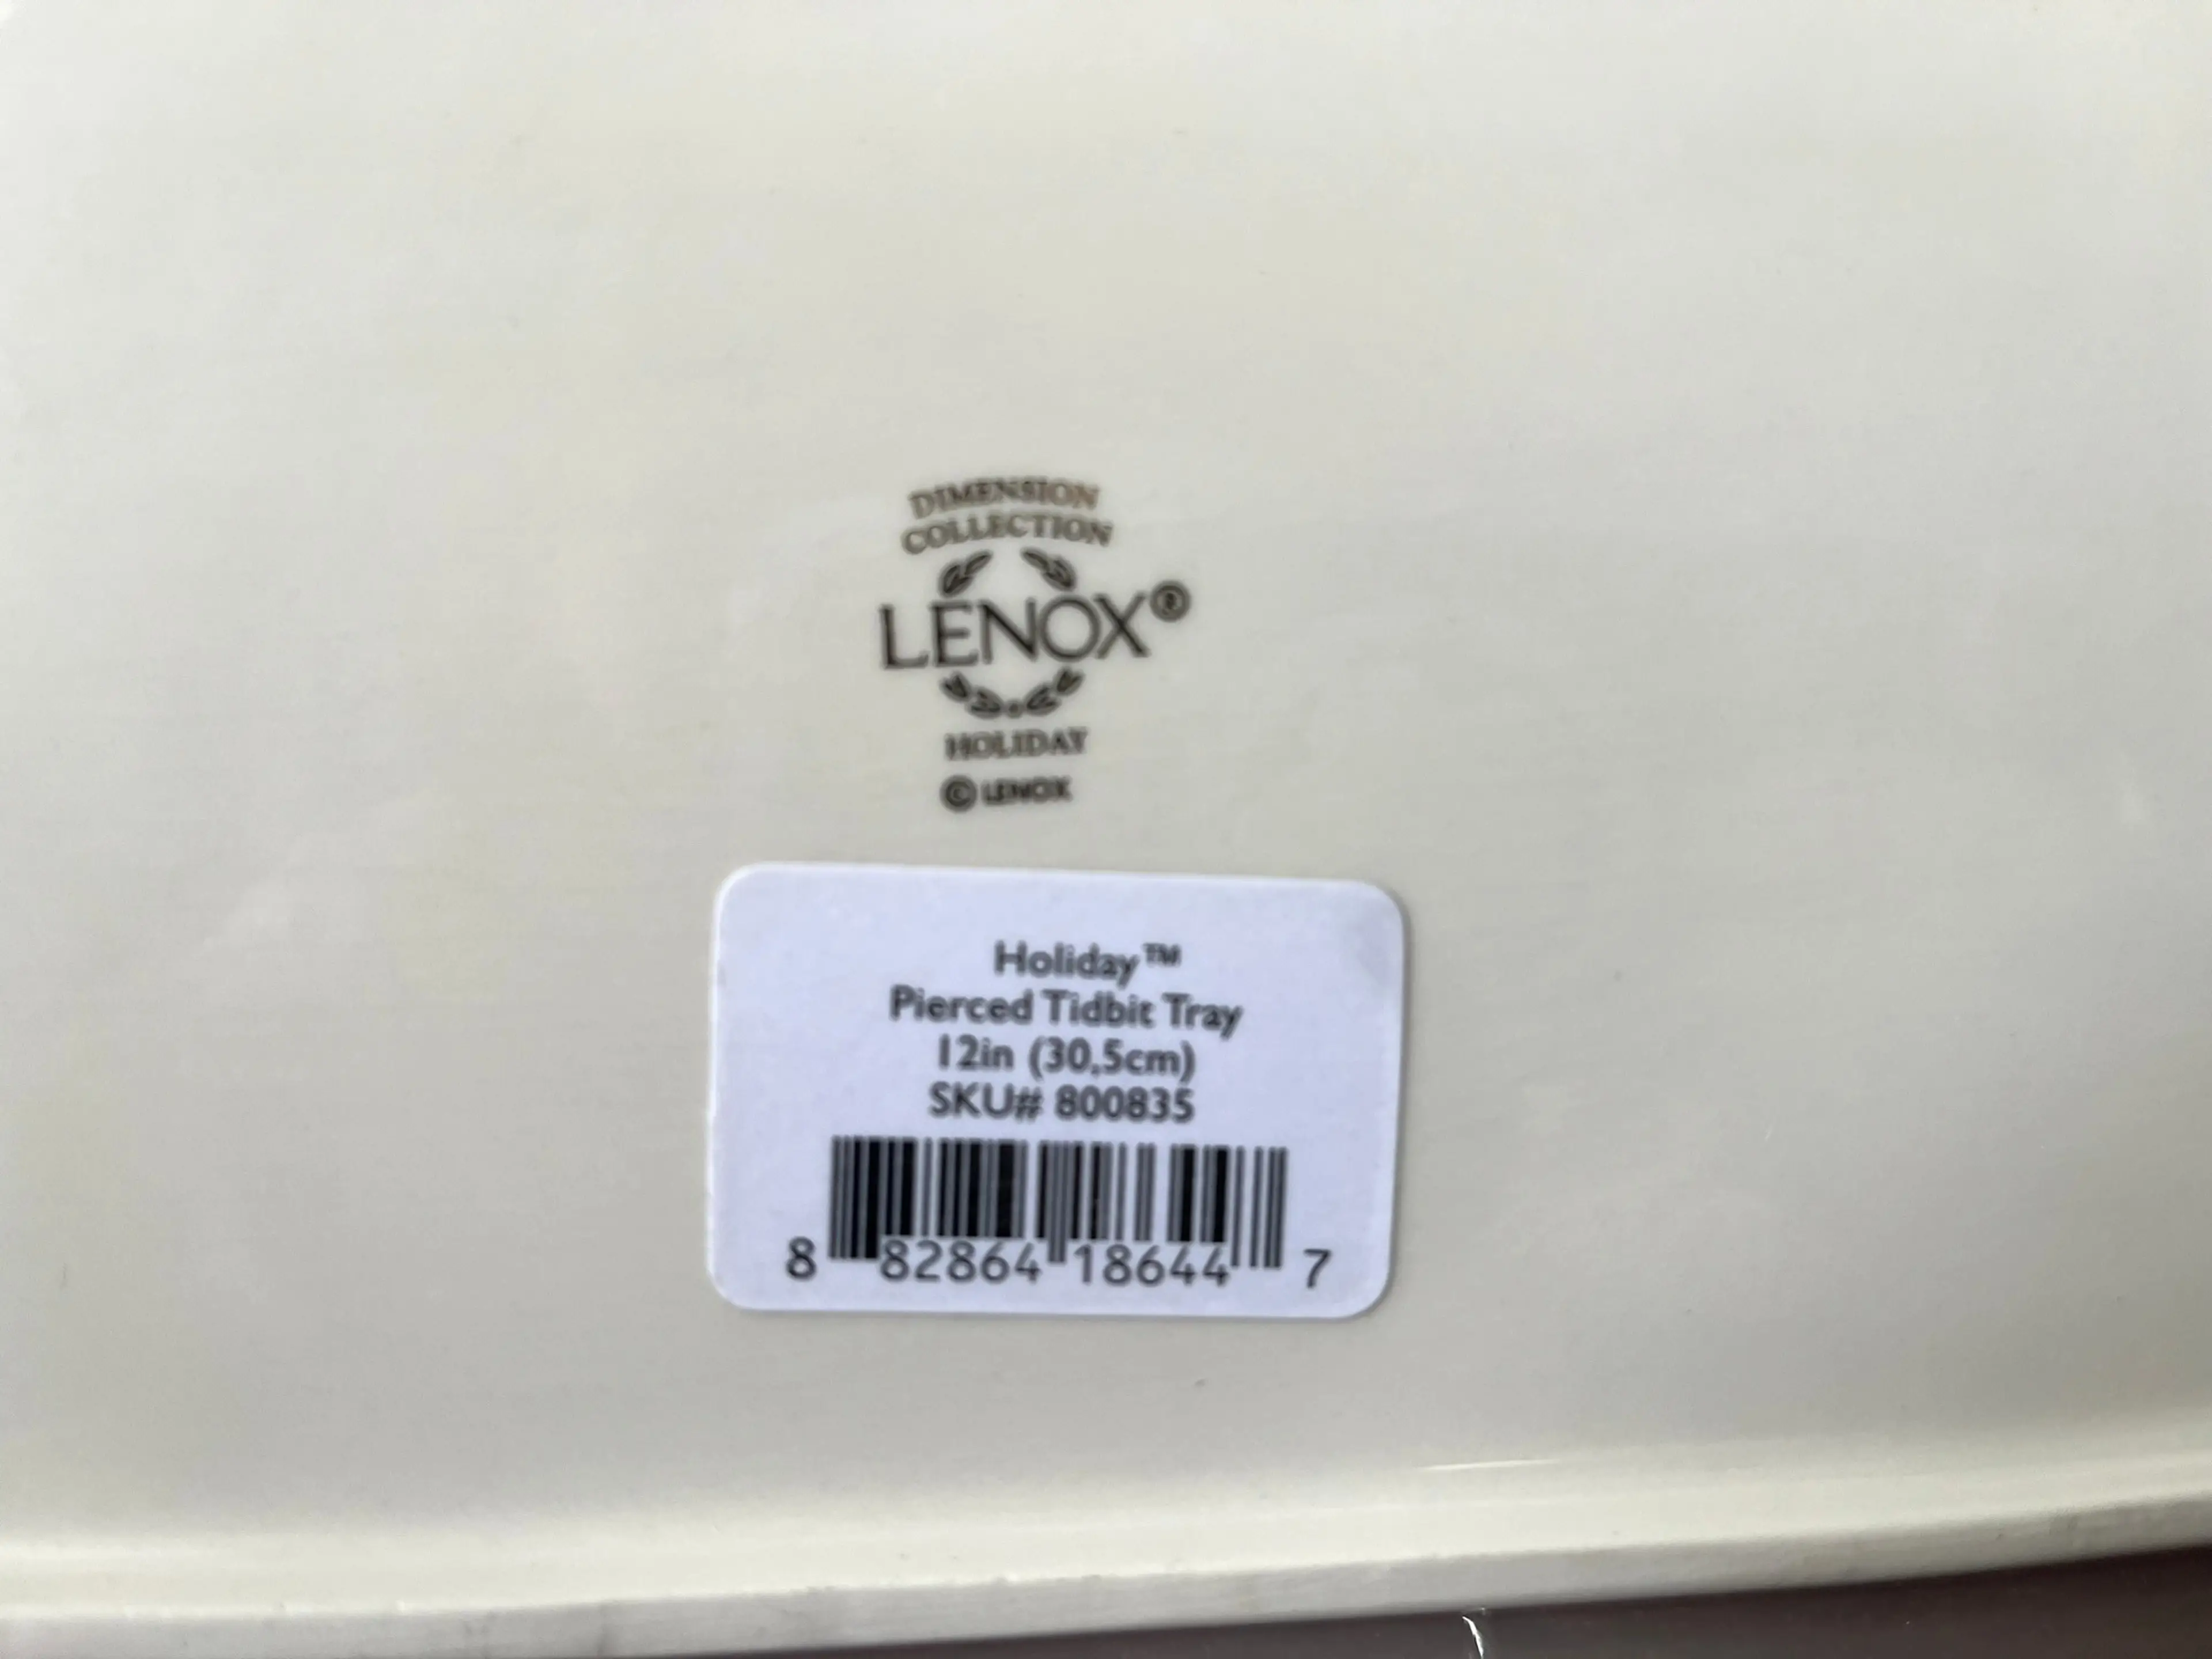 DIMENSION
COLLECTION
LENOX®
HOLIDAY
© LENOX
Holiday™
Pierced Tidbit Tray
12in (30.5cm)
SKU# 800835
8 82864 18644 7